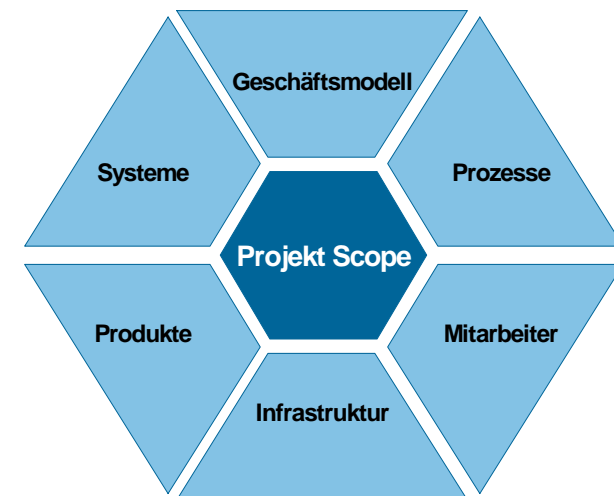 Geschäftsmodell
Systeme
Prozesse
Projekt Scope
Produkte
Mitarbeiter
Infrastruktur